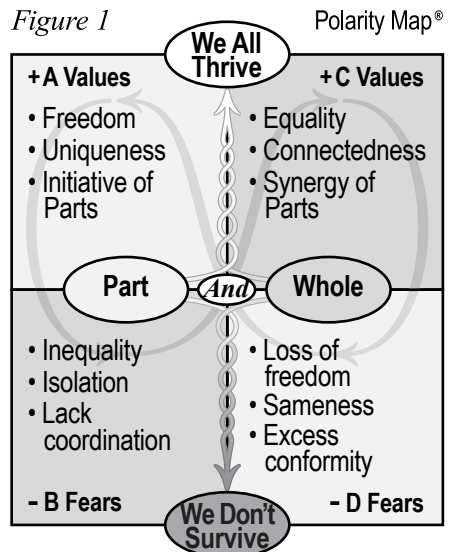 Figure 1
Polarity Map®
We All
Thrive
+A Values
• Freedom
• Uniqueness
• Initiative of
Parts
+C Values
• Equality
• Connectedness
• Synergy of
Parts
Part
And
Whole
• Inequality
• Isolation
• Lack
coordination
– B Fears
• Loss of
freedom
• Sameness
• Excess
conformity
– D Fears
We Don't
Survive